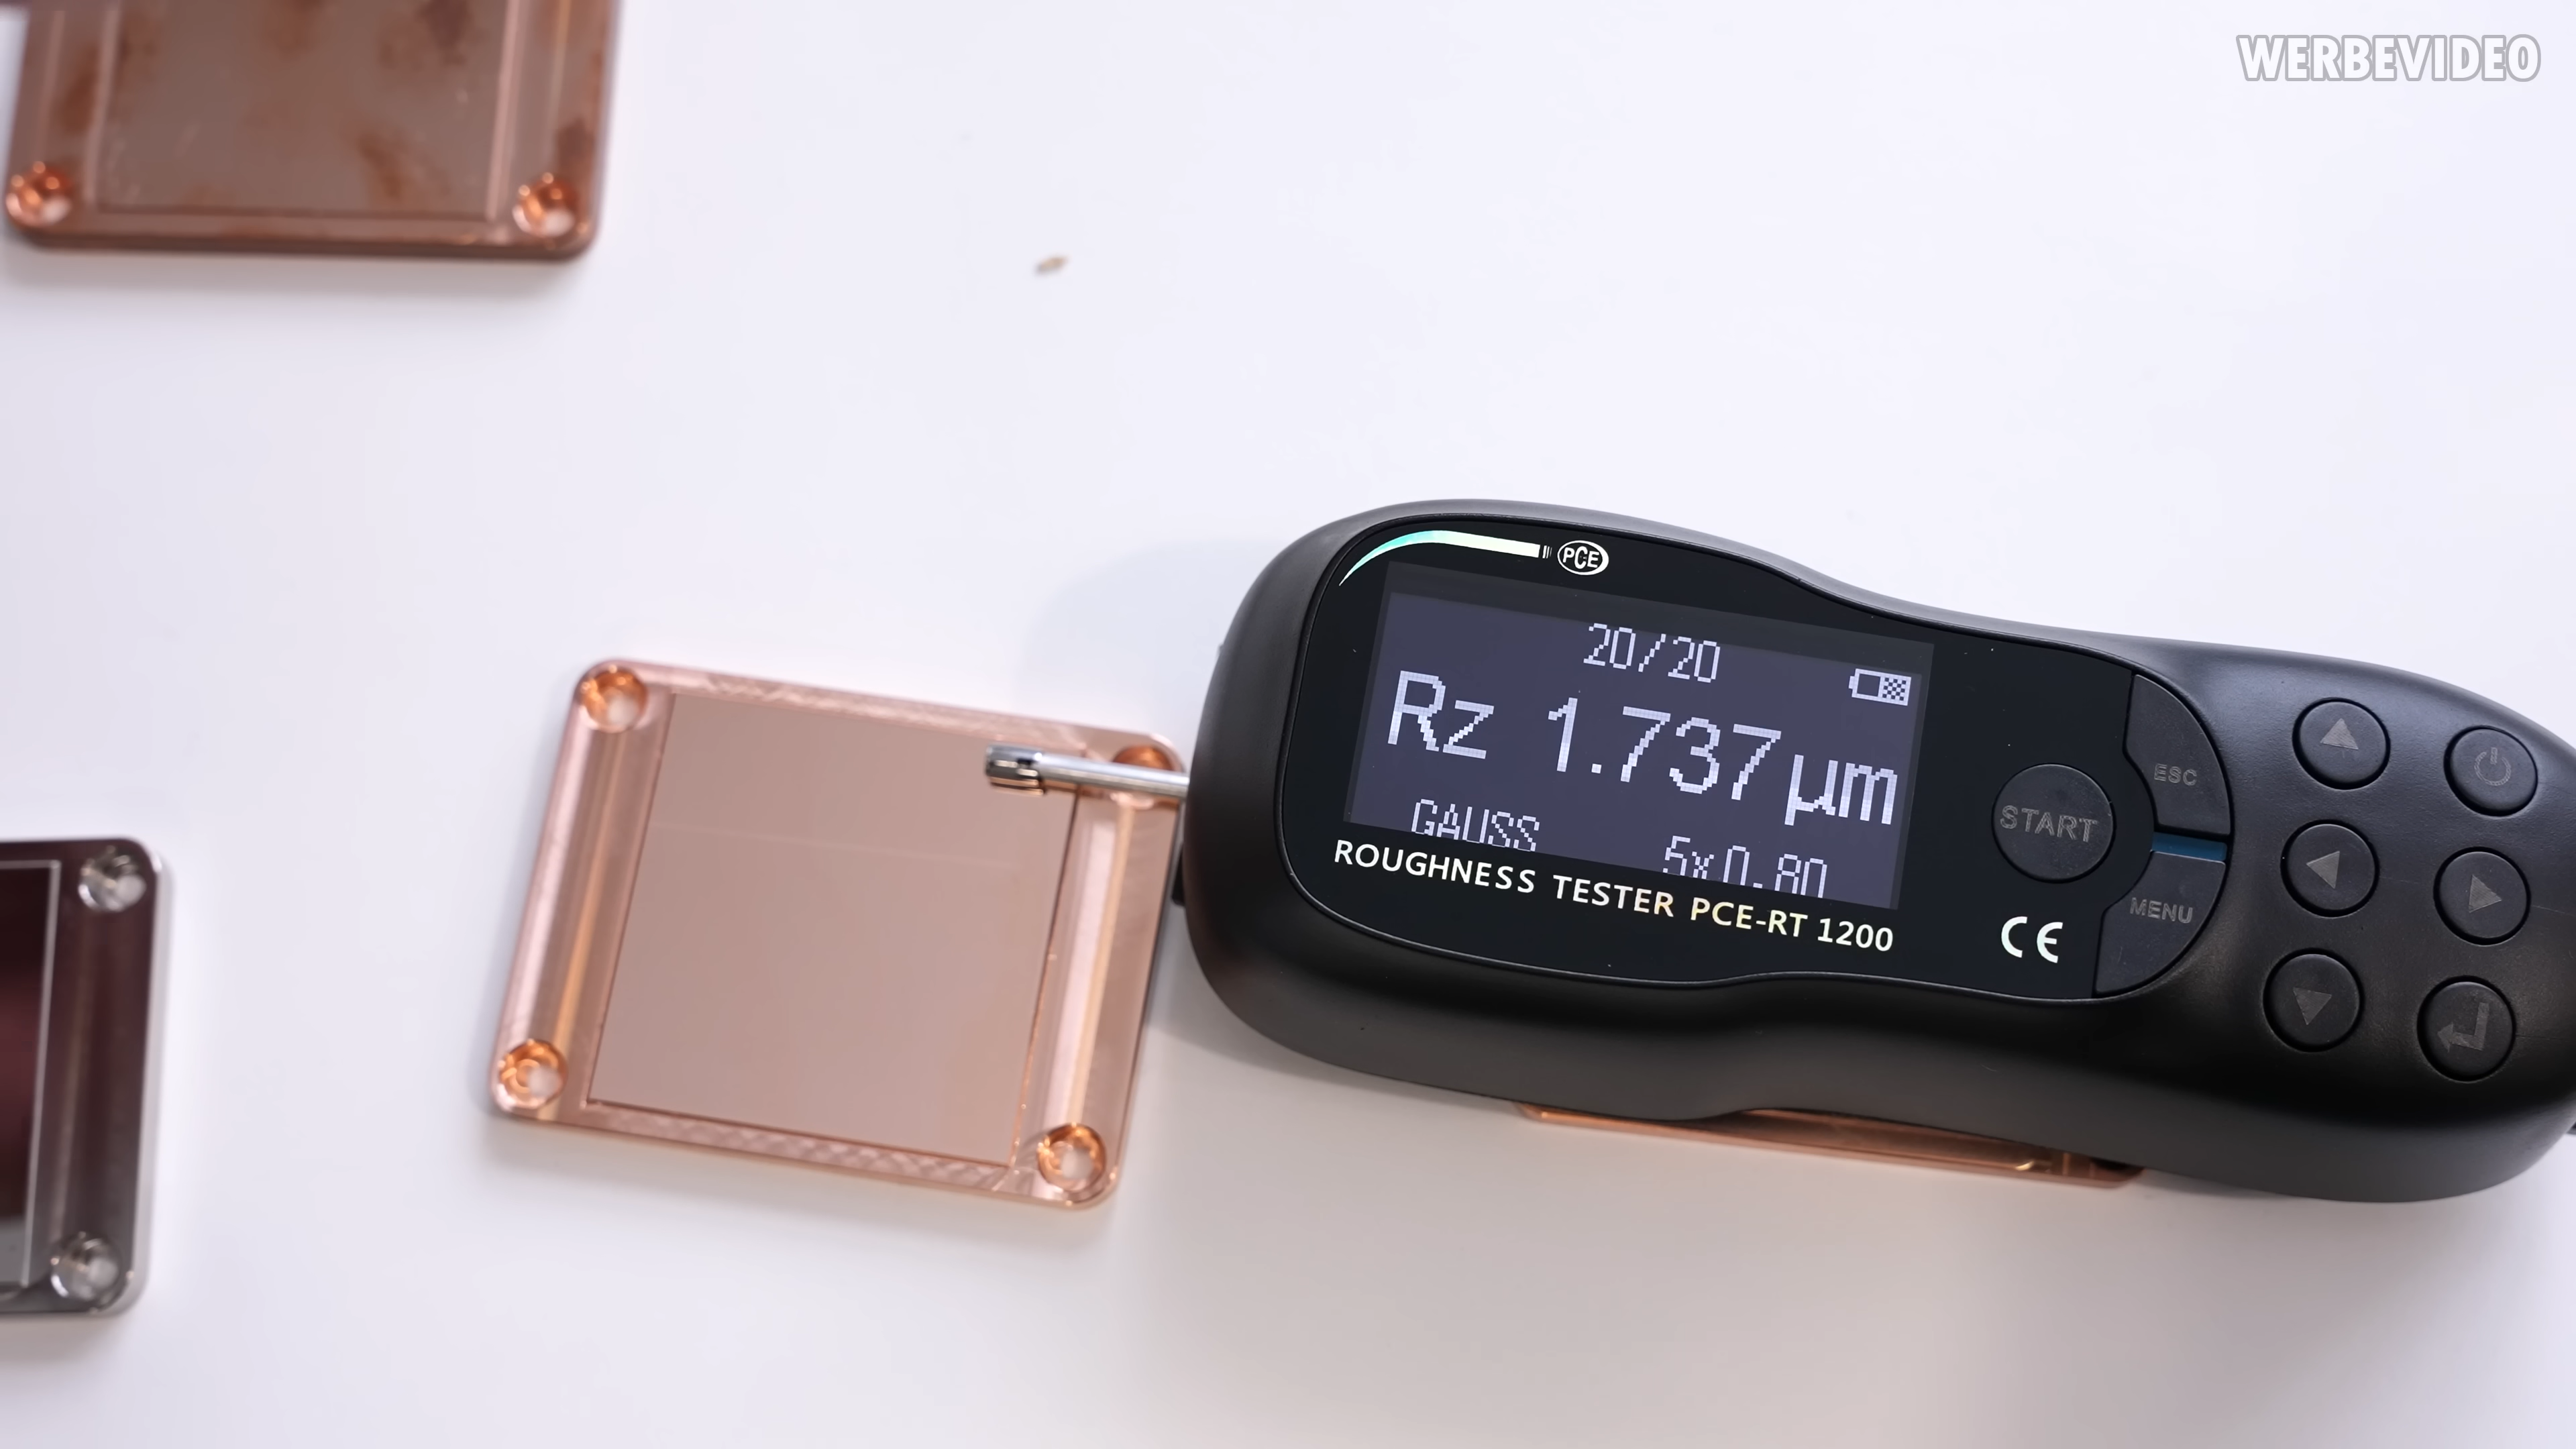 WERBEVIDEO
PCE
20/20
Rz 1.737 µm
GAUSS 5x0.80
ROUGHNESS TESTER PCE-RT 1200
START
ESC
MENU
CE